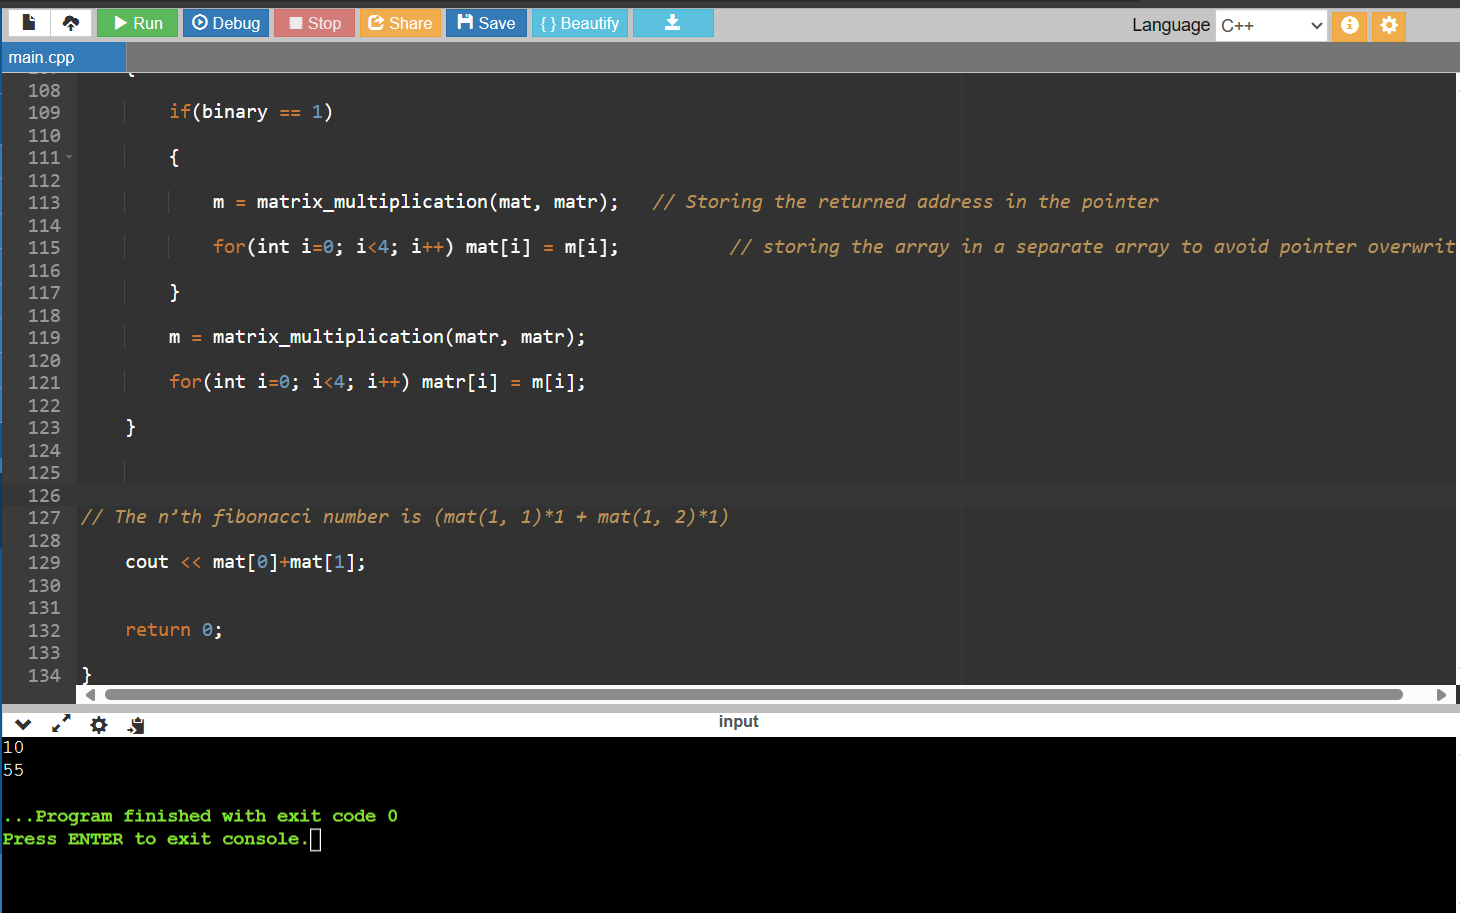 Run Debug Stop Share Save { } Beautify Language C++
main.cpp
108
109 if(binary == 1)
110
111 {
112
113 m = matrix_multiplication(mat, matr); // Storing the returned address in the pointer
114
115 for(int i=0; i<4; i++) mat[i] = m[i]; // storing the array in a separate array to avoid pointer overwrit
116
117 }
118
119 m = matrix_multiplication(matr, matr);
120
121 for(int i=0; i<4; i++) matr[i] = m[i];
122
123 }
124
125
126
127 // The n’th fibonacci number is (mat(1, 1)*1 + mat(1, 2)*1)
128
129 cout << mat[0]+mat[1];
130
131
132 return 0;
133
134 }
input
10
55
...Program finished with exit code 0
Press ENTER to exit console.